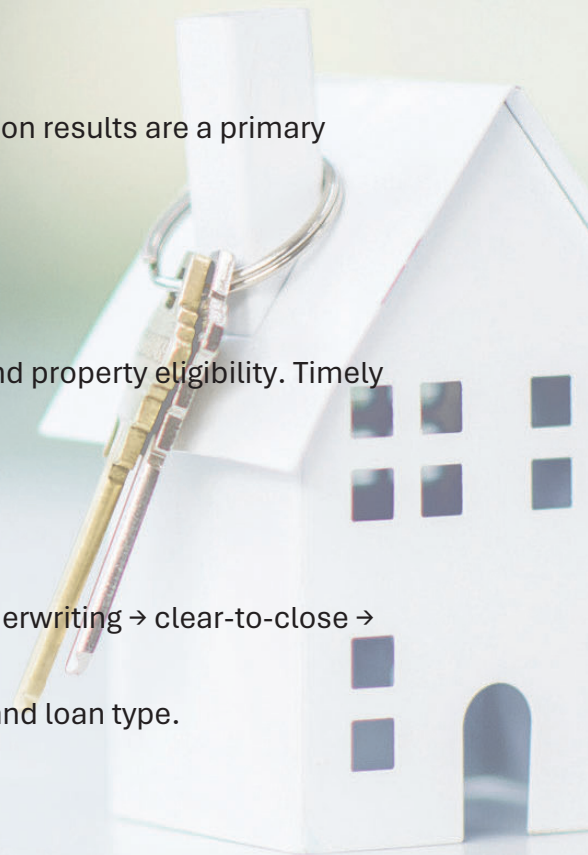 on results are a primary
nd property eligibility. Timely
erwriting → clear-to-close →
nd loan type.